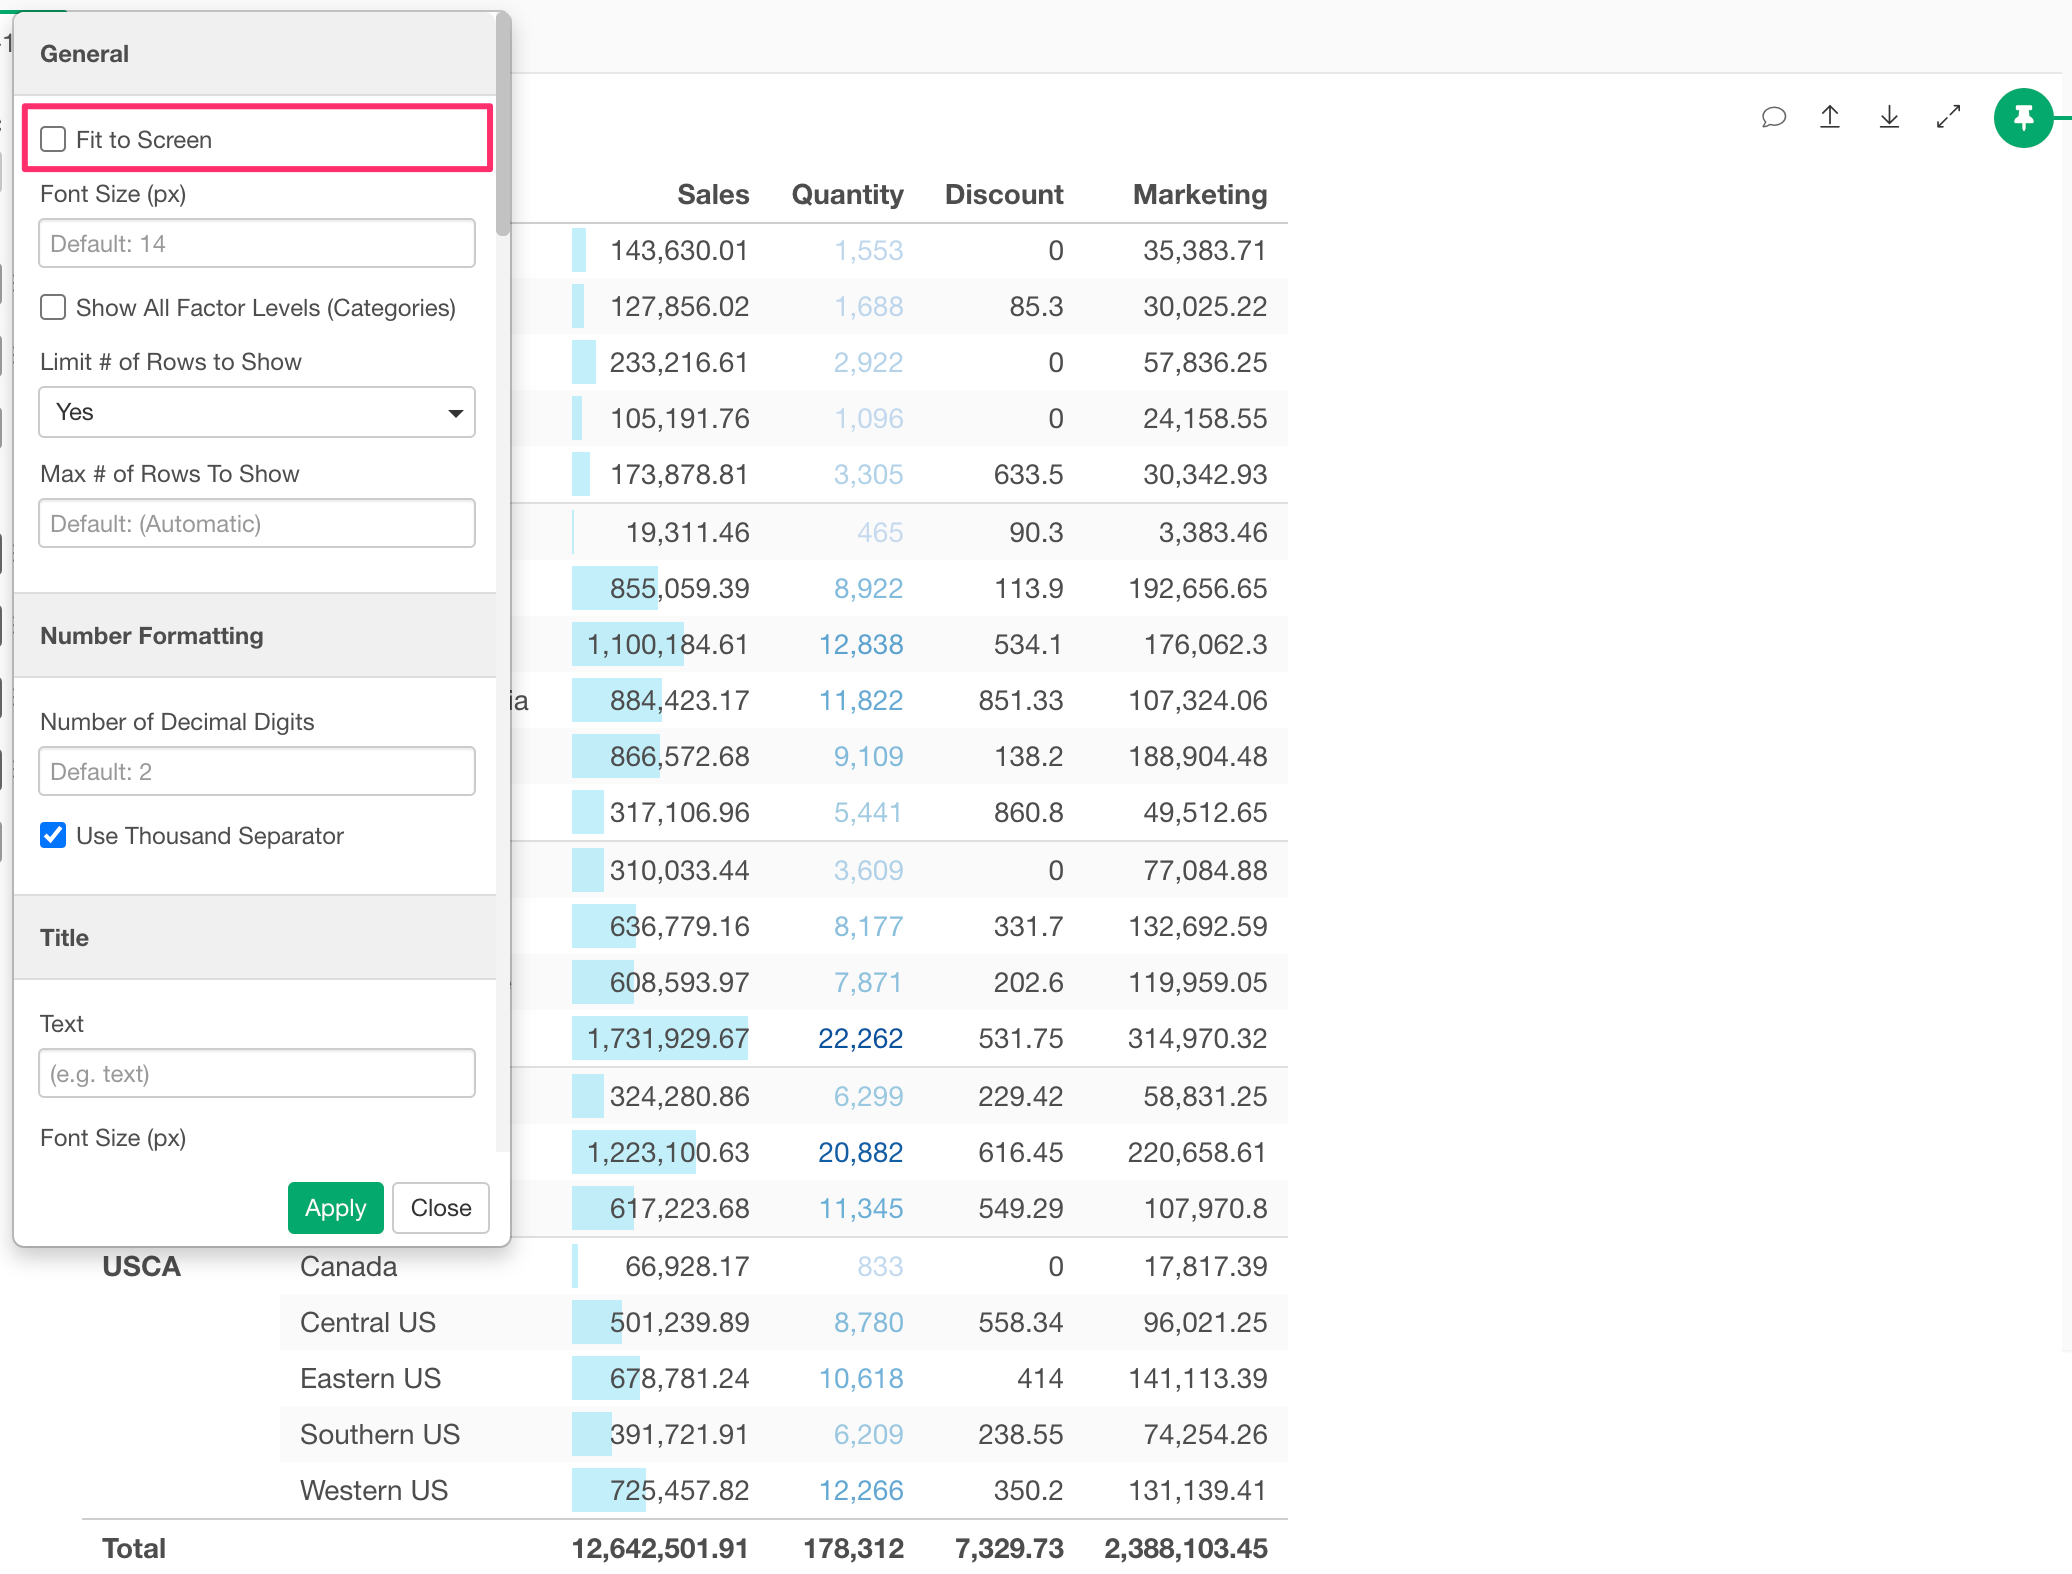 General
Fit to Screen
Font Size (px)
Default: 14
Show All Factor Levels (Categories)
Limit # of Rows to Show
Yes
Max # of Rows To Show
Default: (Automatic)
Number Formatting
Number of Decimal Digits
Default: 2
Use Thousand Separator
Title
Text
(e.g. text)
Font Size (px)
Apply Close
Sales Quantity Discount Marketing
143,630.01 1,553 0 35,383.71
127,856.02 1,688 85.3 30,025.22
233,216.61 2,922 0 57,836.25
105,191.76 1,096 0 24,158.55
173,878.81 3,305 633.5 30,342.93
19,311.46 465 90.3 3,383.46
855,059.39 8,922 113.9 192,656.65
1,100,184.61 12,838 534.1 176,062.3
ia 884,423.17 11,822 851.33 107,324.06
866,572.68 9,109 138.2 188,904.48
317,106.96 5,441 860.8 49,512.65
310,033.44 3,609 0 77,084.88
636,779.16 8,177 331.7 132,692.59
608,593.97 7,871 202.6 119,959.05
1,731,929.67 22,262 531.75 314,970.32
324,280.86 6,299 229.42 58,831.25
1,223,100.63 20,882 616.45 220,658.61
617,223.68 11,345 549.29 107,970.8
USCA Canada 66,928.17 833 0 17,817.39
Central US 501,239.89 8,780 558.34 96,021.25
Eastern US 678,781.24 10,618 414 141,113.39
Southern US 391,721.91 6,209 238.55 74,254.26
Western US 725,457.82 12,266 350.2 131,139.41
Total 12,642,501.91 178,312 7,329.73 2,388,103.45